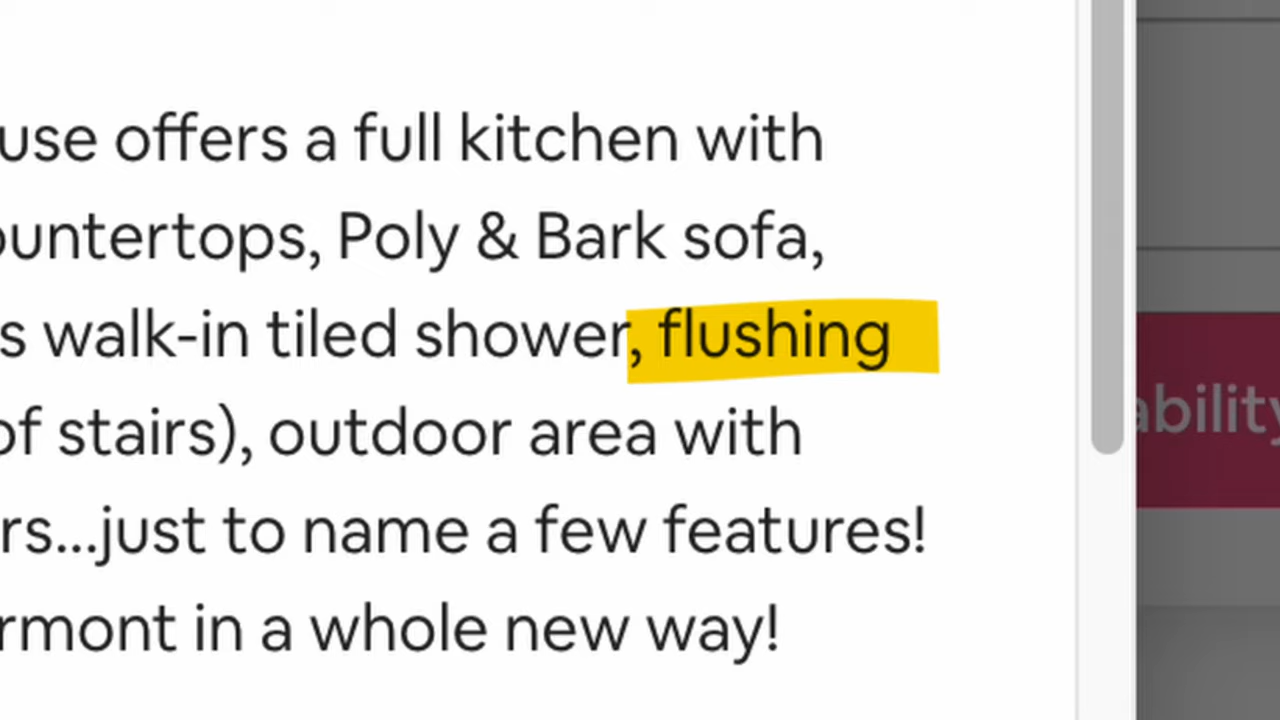 use offers a full kitchen with
ountertops, Poly & Bark sofa,
s walk-in tiled shower, flushing
of stairs), outdoor area with
rs...just to name a few features!
rmont in a whole new way!
ability